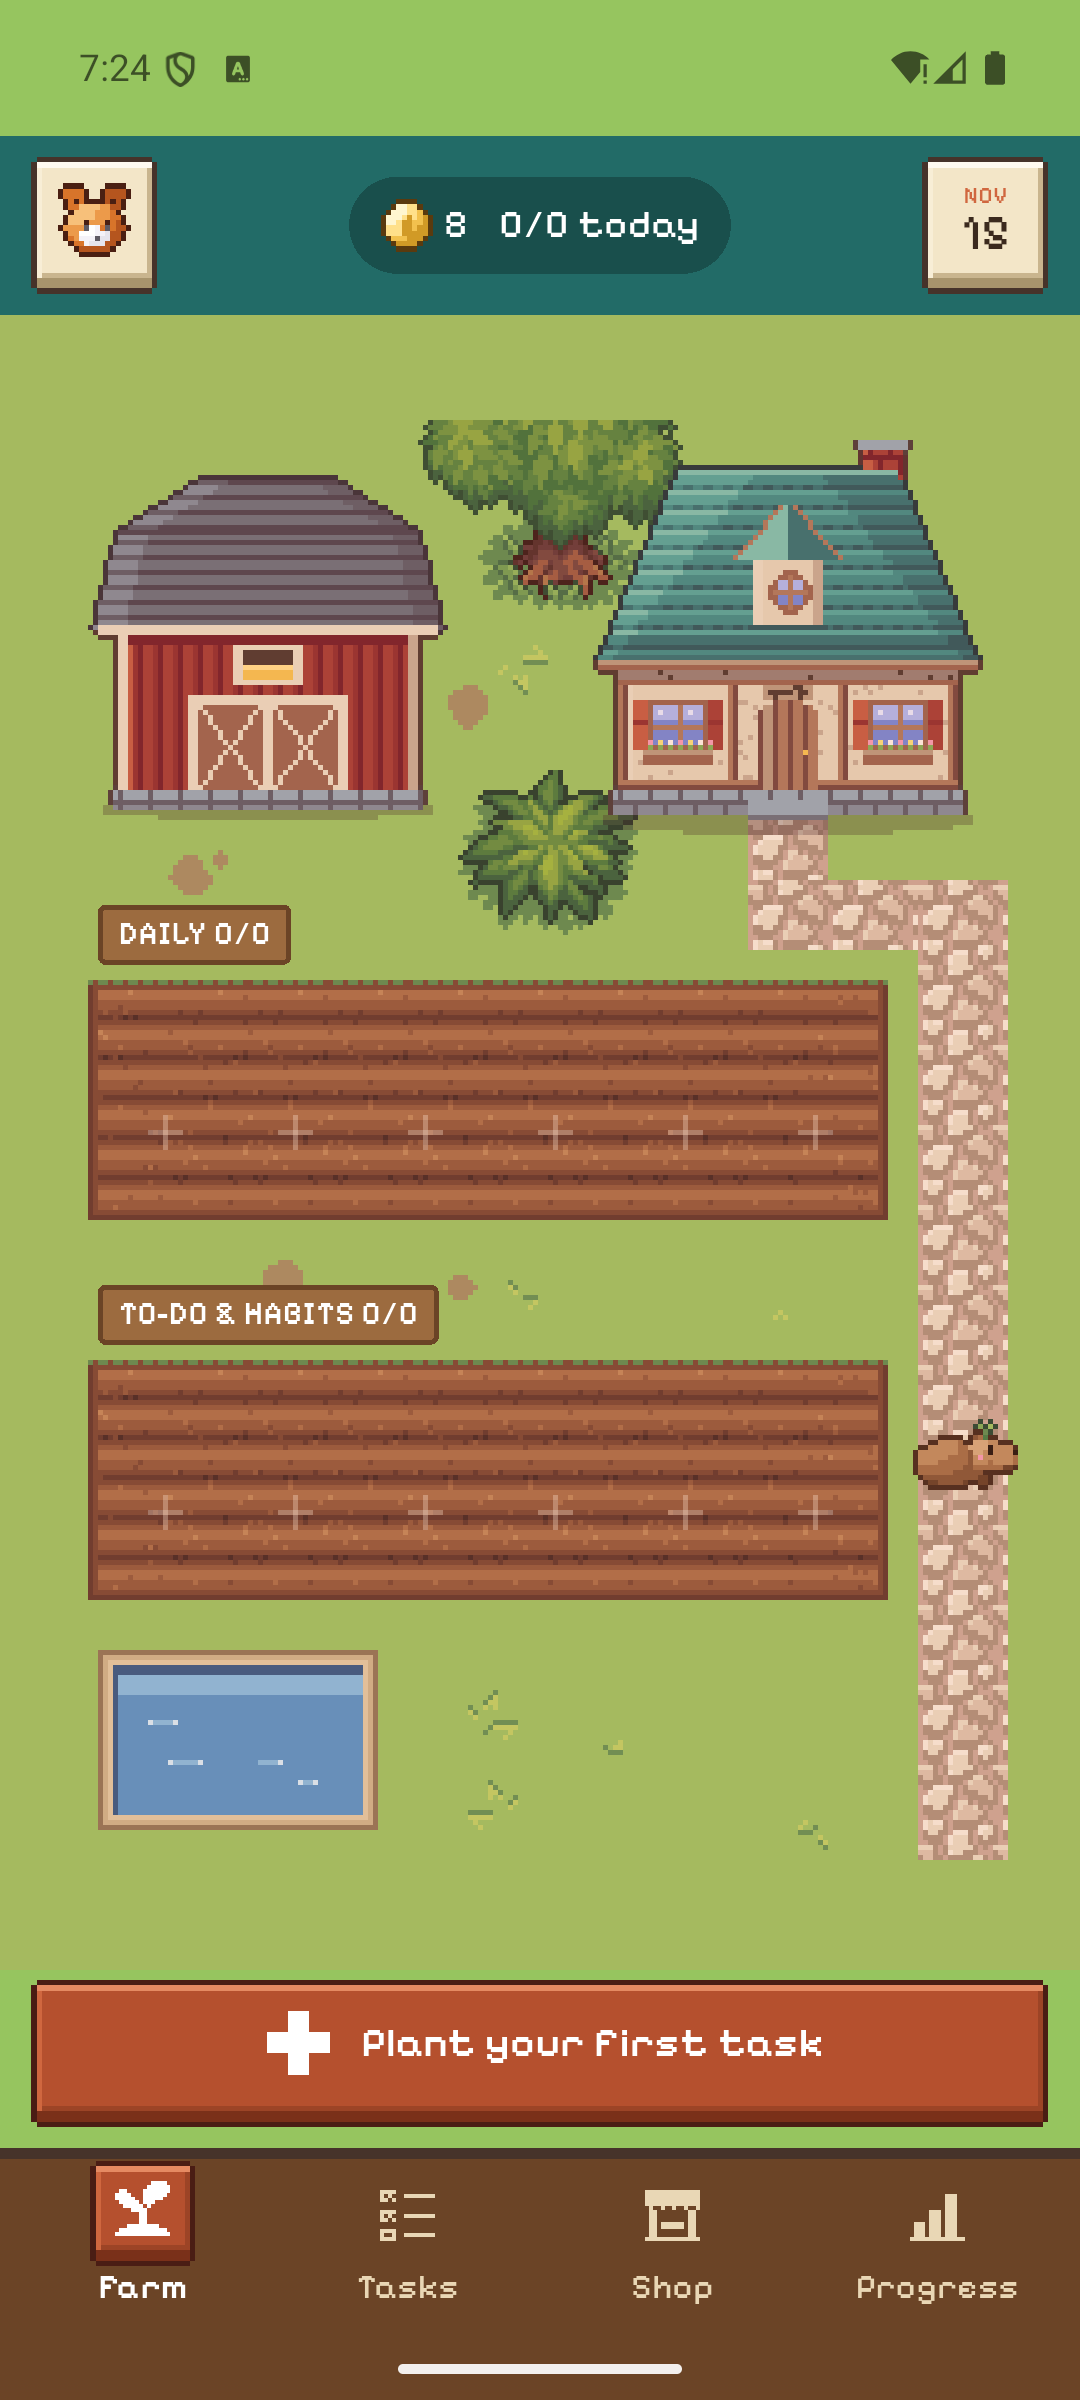 7:24
A
8 0/0 today
NOV
18
DAILY 0/0
TO-DO & HABITS 0/0
Plant your first task
Farm
Tasks
Shop
Progress